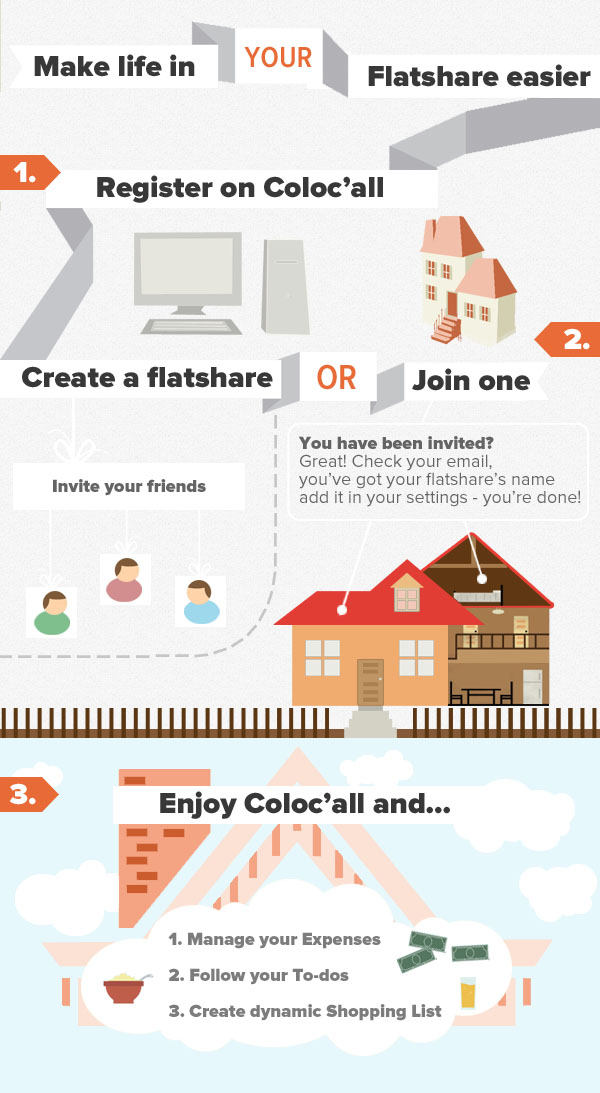 Make life in YOUR Flatshare easier
1.
Register on Coloc'all
2.
Create a flatshare OR Join one
Invite your friends
You have been invited?
Great! Check your email,
you've got your flatshare's name
add it in your settings - you're done!
3.
Enjoy Coloc'all and...
1. Manage your Expenses
2. Follow your To-dos
3. Create dynamic Shopping List